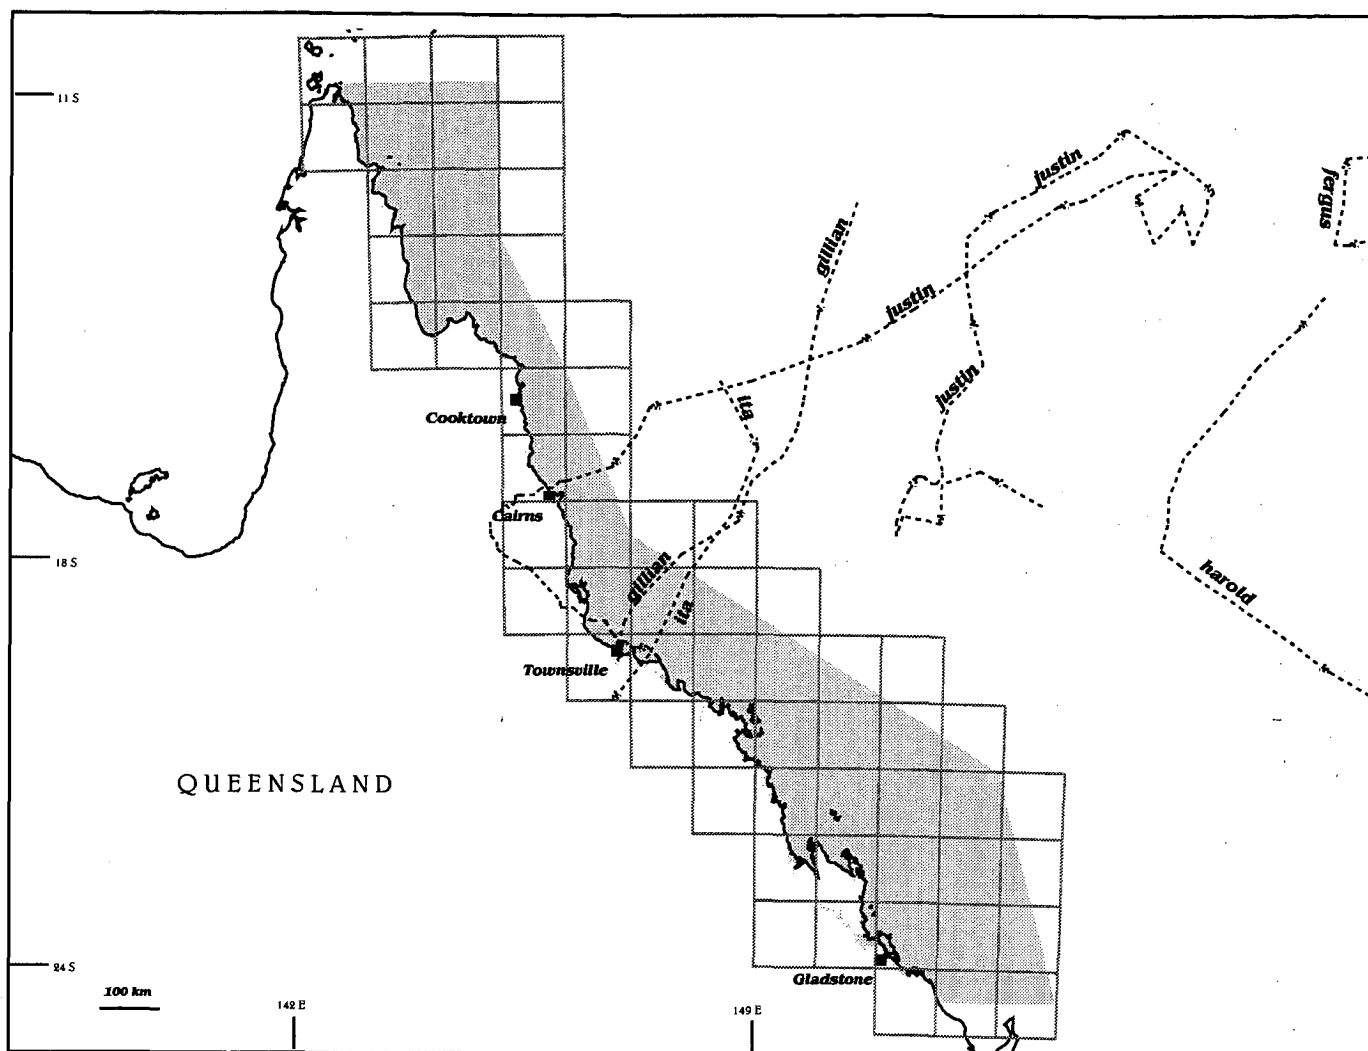 11 S
justin
fergus
gillian
justin
justin
ita
Cooktown
Cairns
18 S
gillian
harold
ita
Townsville
QUEENSLAND
24 S
Gladstone
100 km
142 E
149 E